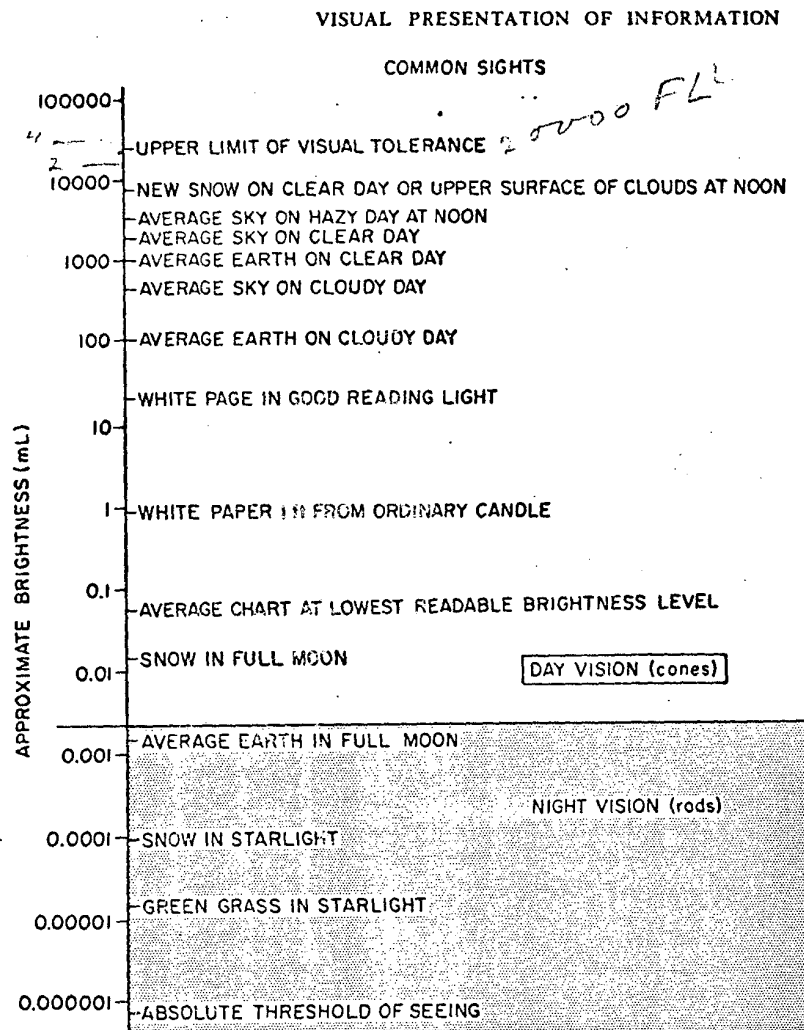 VISUAL PRESENTATION OF INFORMATION
COMMON SIGHTS
100000
4
UPPER LIMIT OF VISUAL TOLERANCE FL
2
10000
NEW SNOW ON CLEAR DAY OR UPPER SURFACE OF CLOUDS AT NOON
AVERAGE SKY ON HAZY DAY AT NOON
AVERAGE SKY ON CLEAR DAY
1000 AVERAGE EARTH ON CLEAR DAY
AVERAGE SKY ON CLOUDY DAY
100 AVERAGE EARTH ON CLOUDY DAY
WHITE PAGE IN GOOD READING LIGHT
10
1 WHITE PAPER 1 ft FROM ORDINARY CANDLE
0.1
AVERAGE CHART AT LOWEST READABLE BRIGHTNESS LEVEL
SNOW IN FULL MOON
0.01
DAY VISION (cones)
AVERAGE EARTH IN FULL MOON
0.001
NIGHT VISION (rods)
0.0001 SNOW IN STARLIGHT
GREEN GRASS IN STARLIGHT
0.00001
0.000001
ABSOLUTE THRESHOLD OF SEEING
APPROXIMATE BRIGHTNESS (mL)